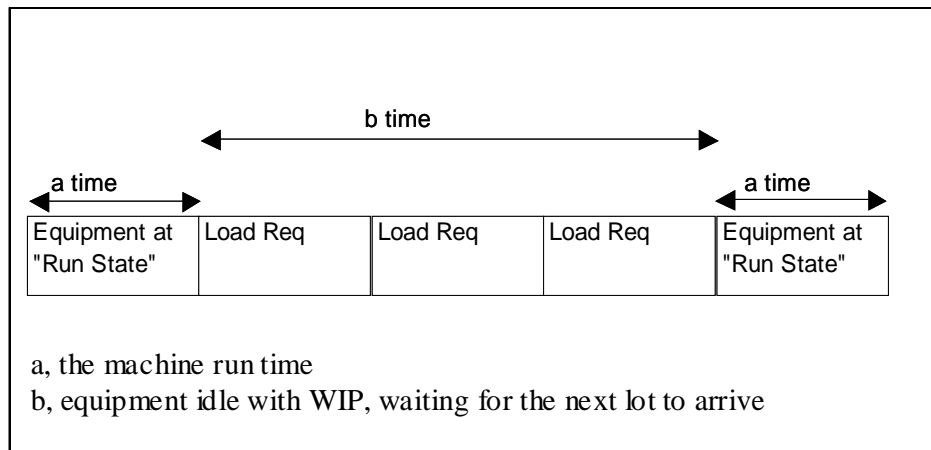 b time
a time
a time
Equipment at
"Run State"
Load Req
Load Req
Load Req
Equipment at
"Run State"
a, the machine run time
b, equipment idle with WIP, waiting for the next lot to arrive